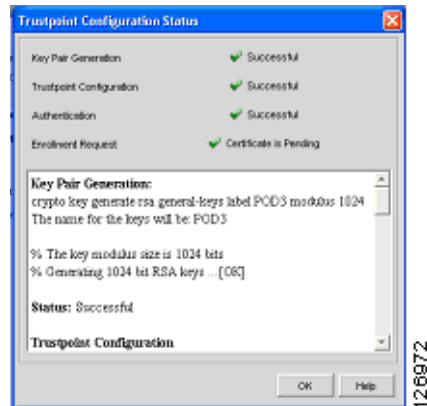 Trustpoint Configuration Status
Key Pair Generation Successful
Trustpoint Configuration Successful
Authentication Successful
Enrollment Request Certificate is Pending
Key Pair Generation:
crypto key generate rsa general-keys label POD3 modulus 1024
The name for the keys will be: POD3
% The key modulus size is 1024 bits
% Generating 1024 bit RSA keys ...[OK]
Status: Successful
Trustpoint Configuration
OK Help
126972